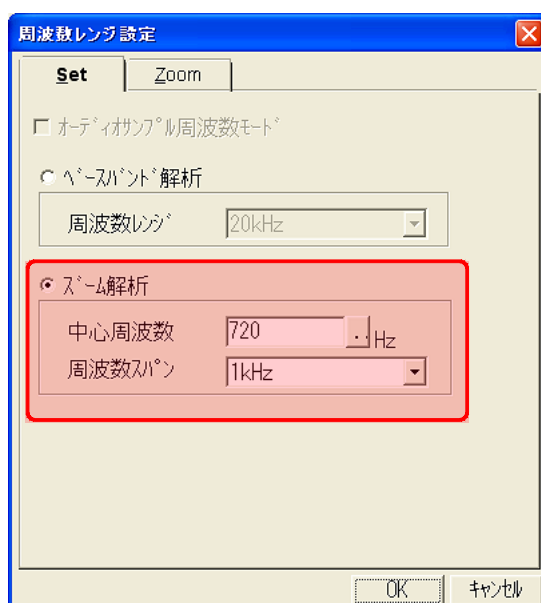 周波数レンジ設定
Set Zoom
ｵｰﾃﾞｨｵｻﾝﾌﾟﾙ周波数ﾓｰﾄﾞ
ﾍﾞｰｽﾊﾞﾝﾄﾞ解析
周波数ﾚﾝｼﾞ 20kHz
ｽﾞｰﾑ解析
中心周波数 720 .. Hz
周波数ｽﾊﾟﾝ 1kHz
OK ｷｬﾝｾﾙ